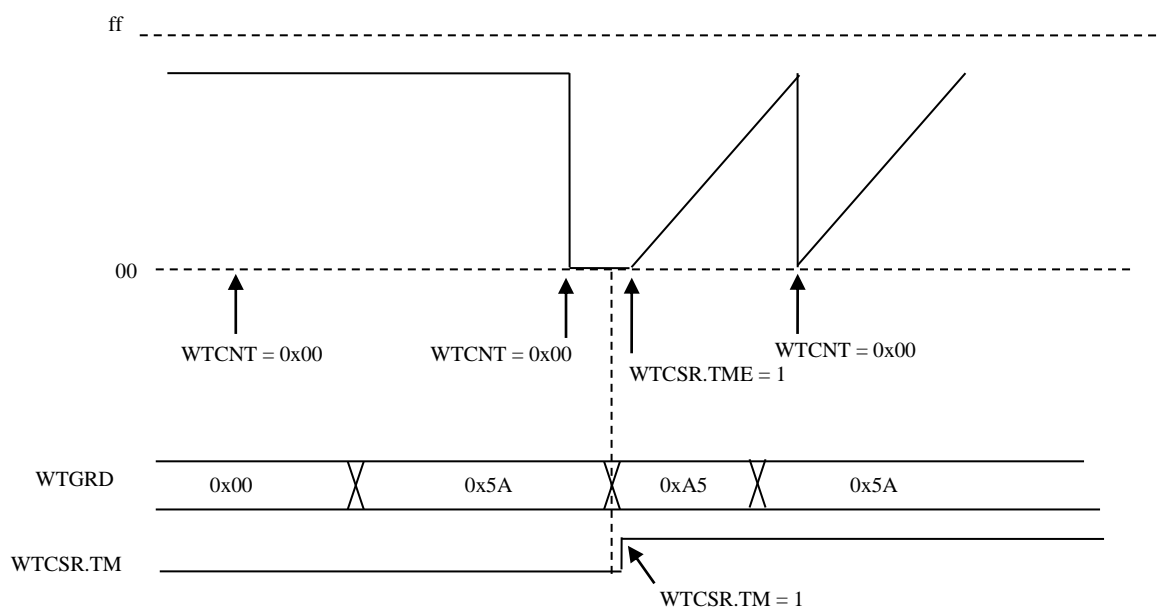 ff
00
WTCNT = 0x00
WTCNT = 0x00
WTCNT = 0x00
WTCSR.TME = 1
WTGRD
0x00
0x5A
0xA5
0x5A
WTCSR.TM
WTCSR.TM = 1